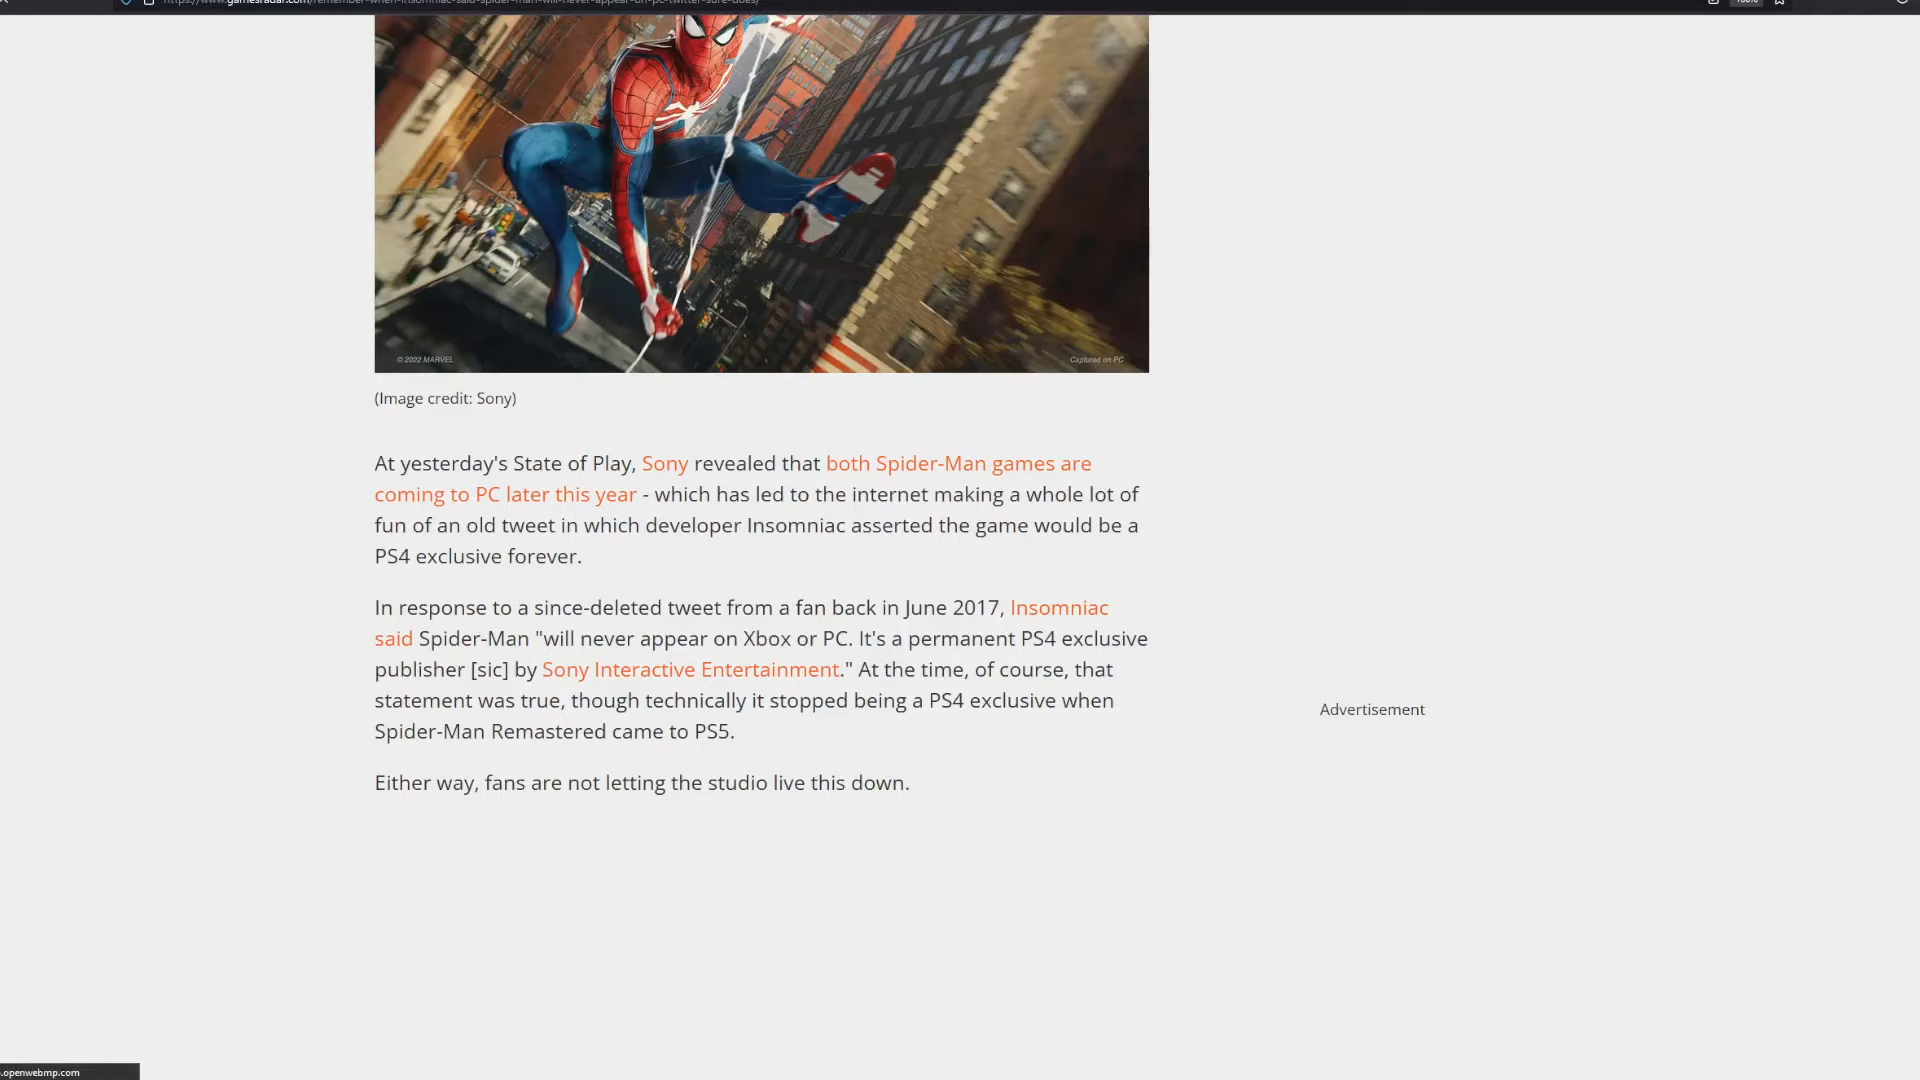 https://www.gamesradar.com/remember-when-insomniac-said-spider-man-will-never-appear-on-pc-twitter-sure-does/
© 2022 MARVEL
Captured on PC
(Image credit: Sony)
At yesterday's State of Play, Sony revealed that both Spider-Man games are
coming to PC later this year - which has led to the internet making a whole lot of
fun of an old tweet in which developer Insomniac asserted the game would be a
PS4 exclusive forever.
In response to a since-deleted tweet from a fan back in June 2017, Insomniac
said Spider-Man "will never appear on Xbox or PC. It's a permanent PS4 exclusive
publisher [sic] by Sony Interactive Entertainment." At the time, of course, that
statement was true, though technically it stopped being a PS4 exclusive when
Spider-Man Remastered came to PS5.
Advertisement
Either way, fans are not letting the studio live this down.
.openwebmp.com